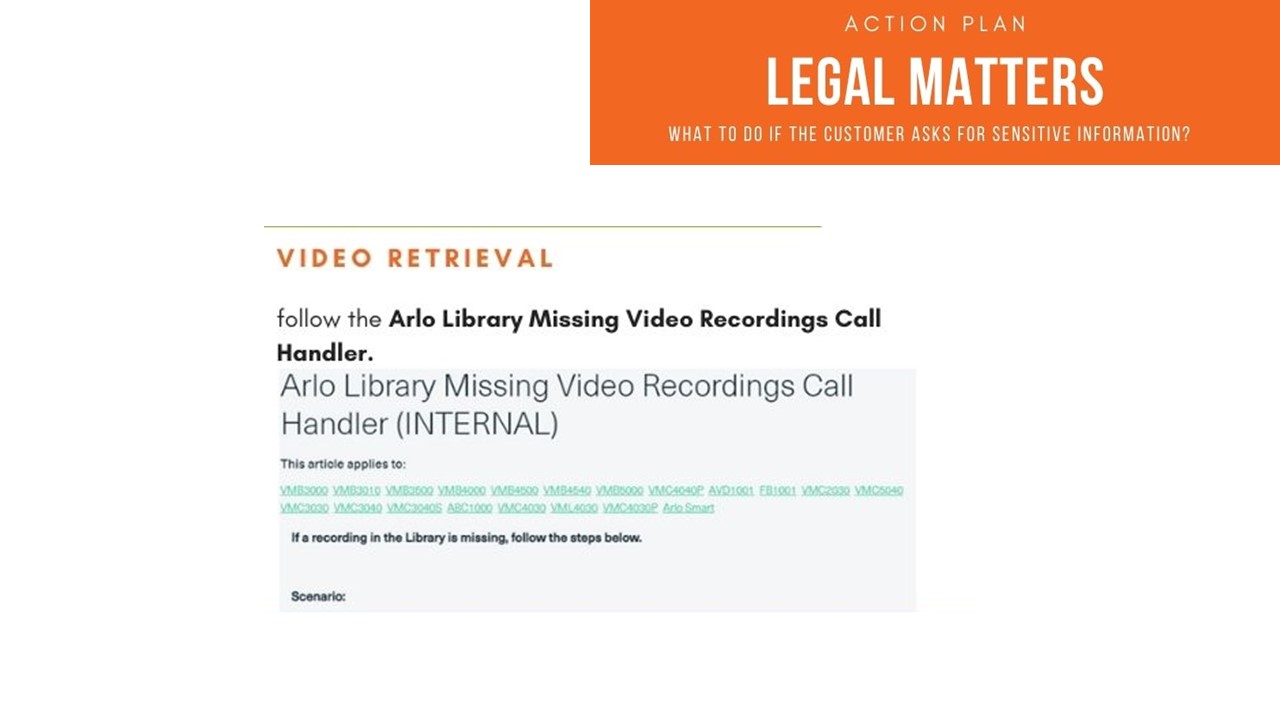 ACTION PLAN
LEGAL MATTERS
WHAT TO DO IF THE CUSTOMER ASKS FOR SENSITIVE INFORMATION?
VIDEO RETRIEVAL
follow the Arlo Library Missing Video Recordings Call
Handler.
Arlo Library Missing Video Recordings Call
Handler (INTERNAL)
This article applies to:
VMB3000 VMB3010 VMB3500 VMB4000 VMB4500 VMB4540 VMB5000 VMC4040P AVD1001 FB1001 VMC2030 VMC5040
VMC3030 VMC3040 VMC3040S ABC1000 VMC4030 VML4030 VMC4030P Arlo Smart
If a recording in the Library is missing, follow the steps below.
Scenario: